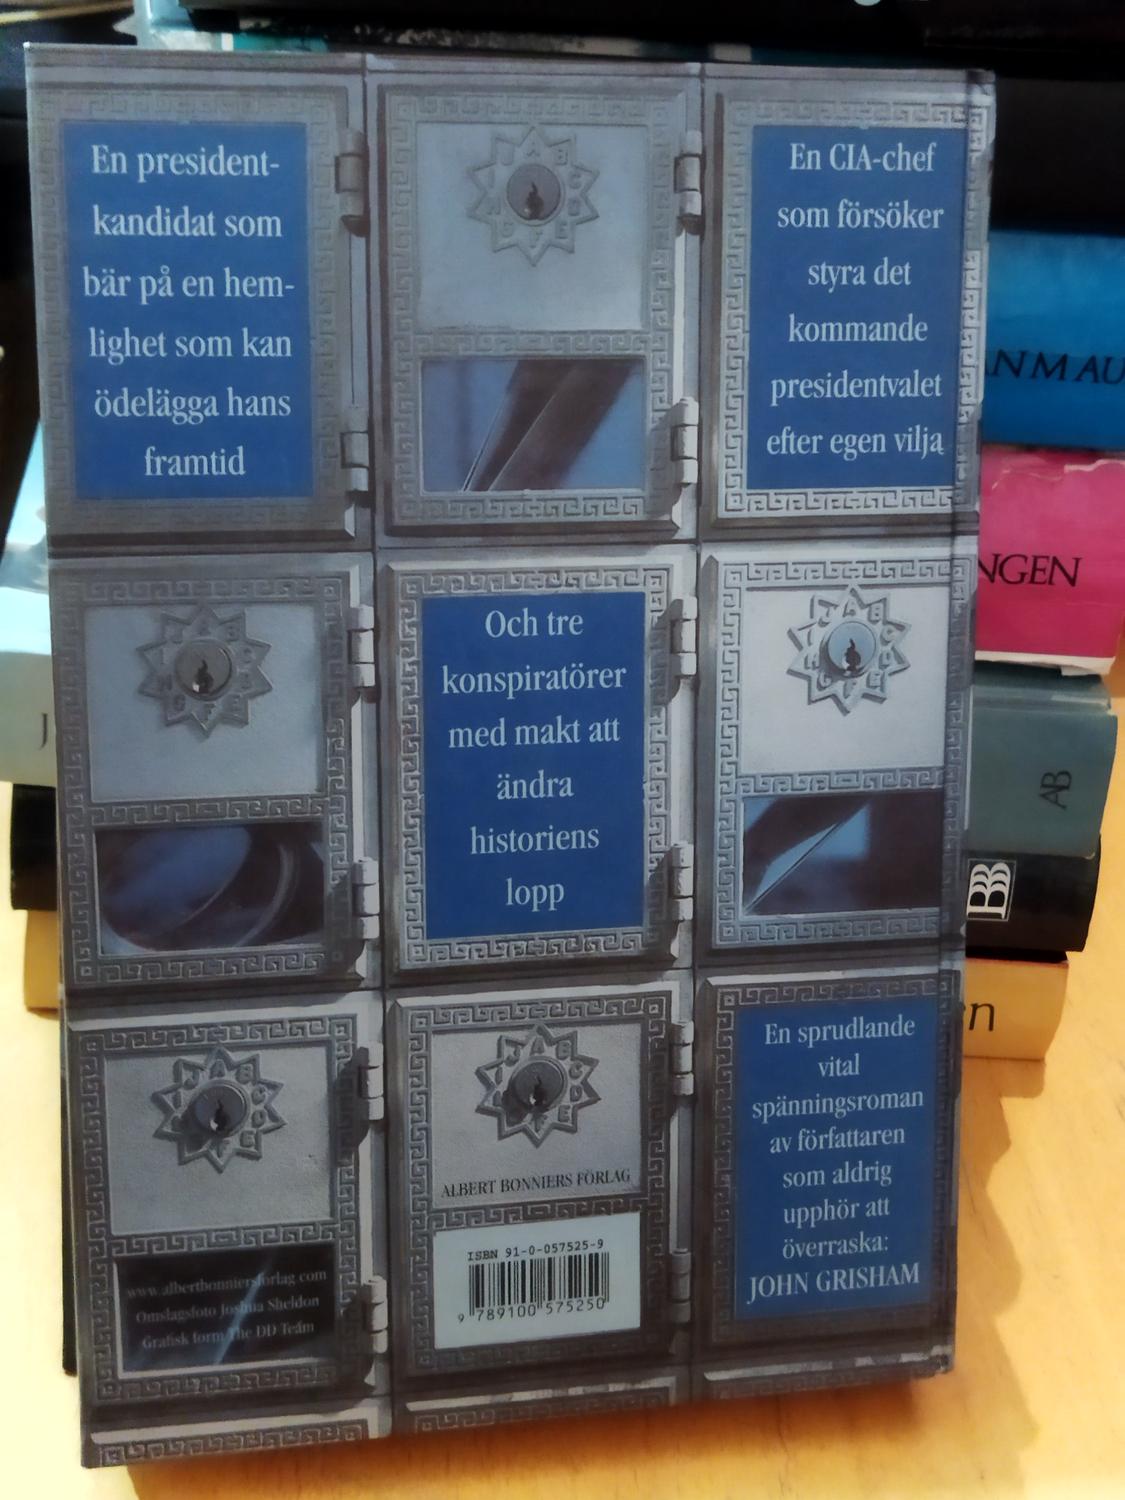 En president-
kandidat som
bär på en hem-
lighet som kan
ödelägga hans
framtid
En CIA-chef
som försöker
styra det
kommande
presidentvalet
efter egen vilja
Och tre
konspiratörer
med makt att
ändra
historiens
lopp
En sprudlande
vital
spänningsroman
av författaren
som aldrig
upphör att
överraska:
JOHN GRISHAM
ALBERT BONNIERS FÖRLAG
ISBN 91-0-057525-9
9 789100 575250
www.albertbonniersforlag.com
Omslagsfoto Joshua Sheldon
Grafisk form The DD Team
NMAU
NGEN
AB
BB
en
J